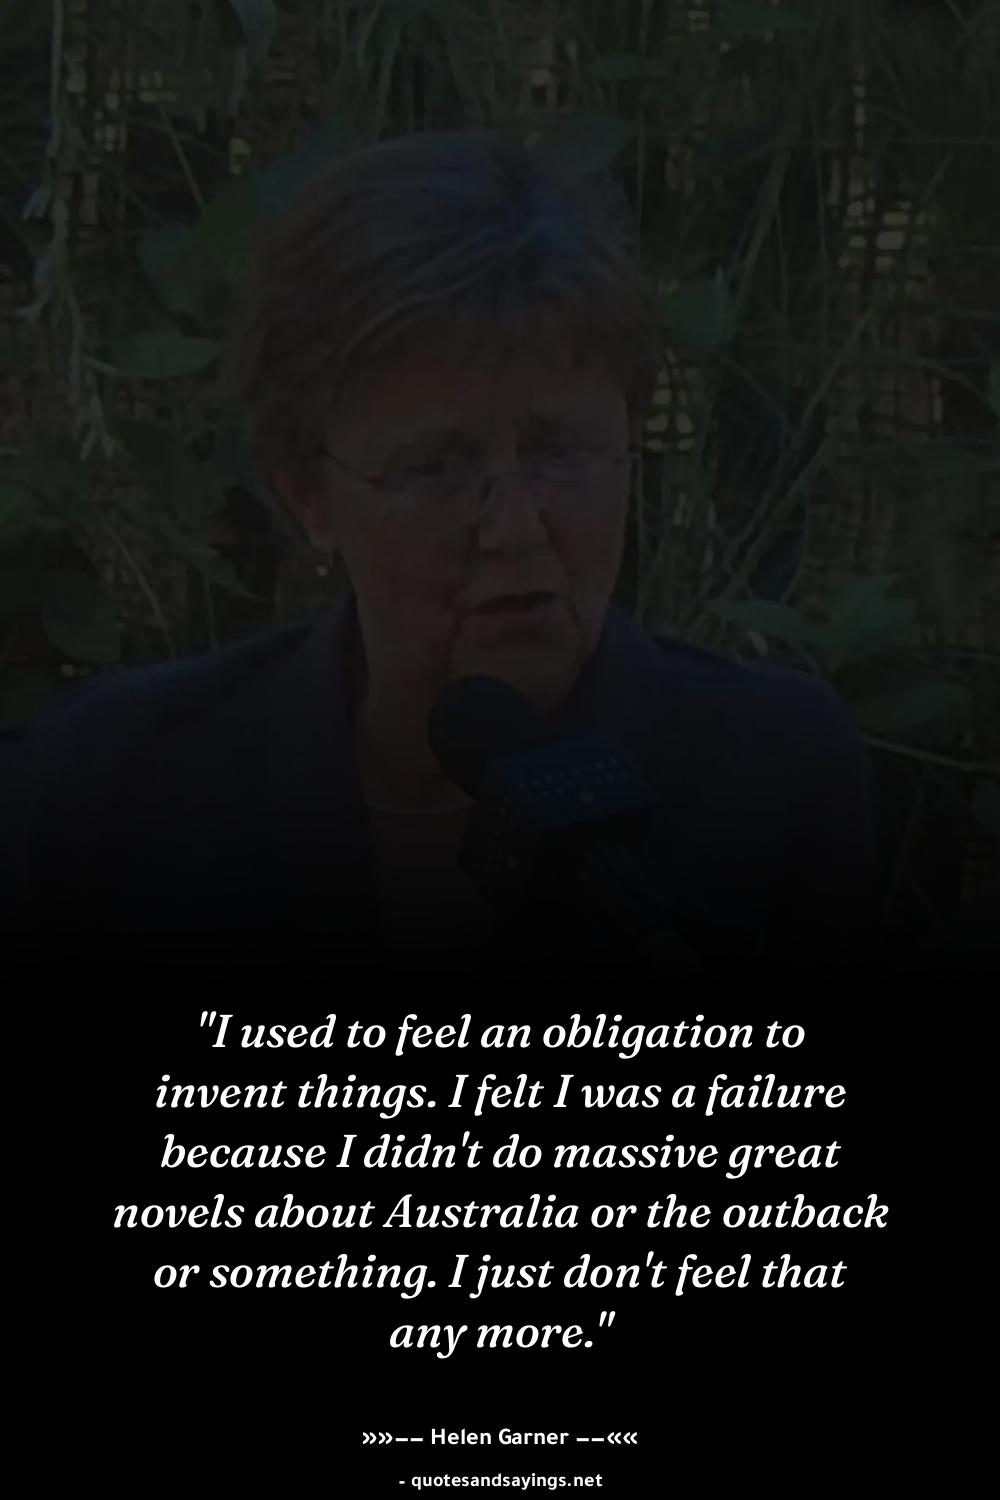 "I used to feel an obligation to
invent things. I felt I was a failure
because I didn't do massive great
novels about Australia or the outback
or something. I just don't feel that
any more."
»»−− Helen Garner −−««
- quotesandsayings.net